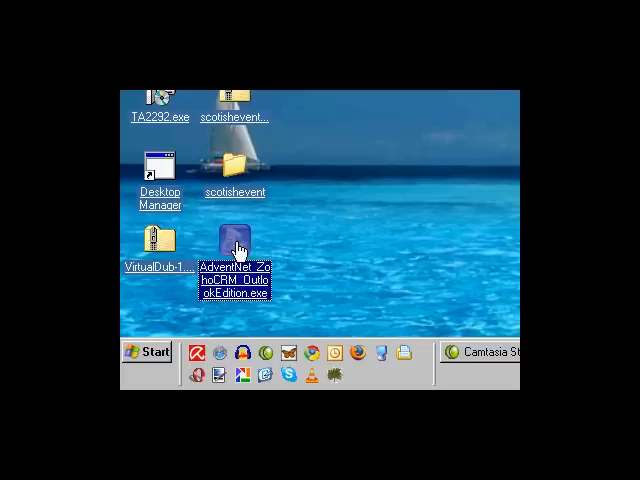 TA2292.exe
scotishevent...
Desktop
Manager
scotishevent
VirtualDub-1....
AdventNet_Zo
hoCRM_Outlo
okEdition.exe
Start
Camtasia St